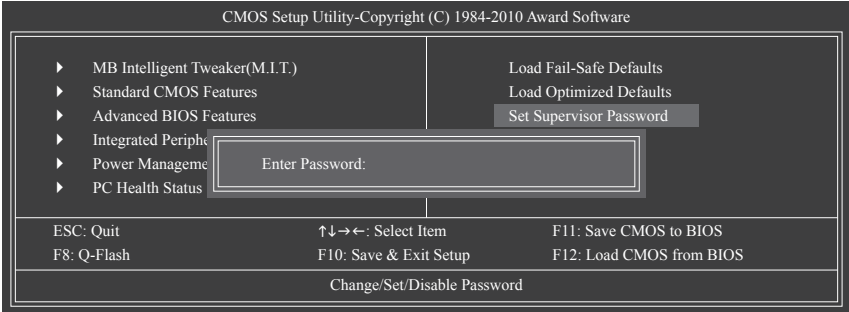 CMOS Setup Utility-Copyright (C) 1984-2010 Award Software
MB Intelligent Tweaker(M.I.T.)
Standard CMOS Features
Advanced BIOS Features
Integrated Periphe
Power Manageme
PC Health Status
Load Fail-Safe Defaults
Load Optimized Defaults
Set Supervisor Password
Enter Password:
ESC: Quit
↑↓→←: Select Item
F11: Save CMOS to BIOS
F8: Q-Flash
F10: Save & Exit Setup
F12: Load CMOS from BIOS
Change/Set/Disable Password